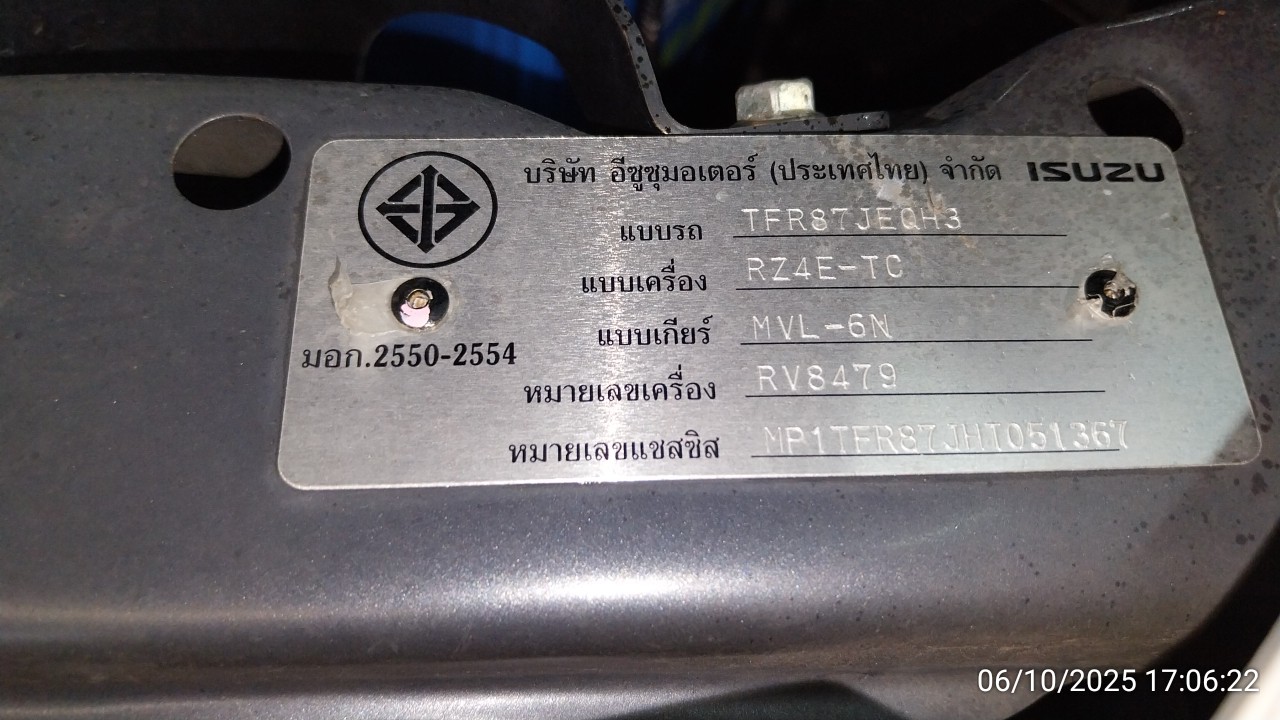 บริษัท อีซูซุมอเตอร์ (ประเทศไทย) จำกัด ISUZU
แบบรถ TFR87JEQH3
แบบเครื่อง RZ4E-TC
แบบเกียร์ MVL-6N
มอก.2550-2554
หมายเลขเครื่อง RV8479
หมายเลขแชสซิส MP1TFR87JHT051367
06/10/2025 17:06:22